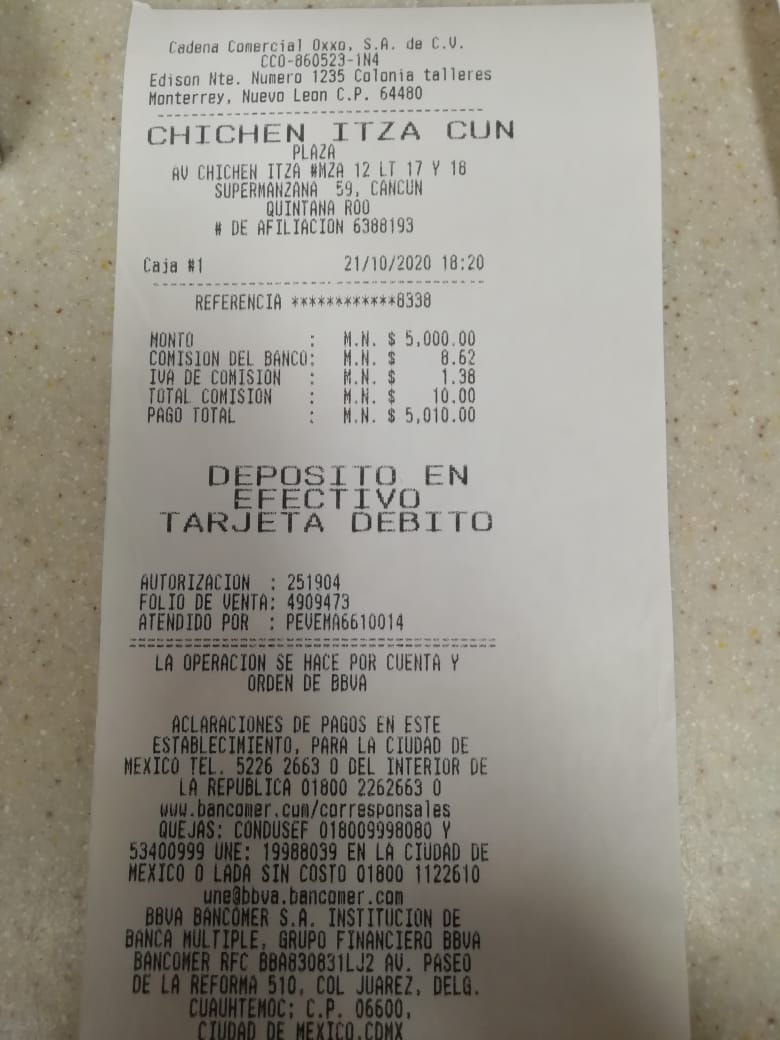 Cadena Comercial Oxxo, S.A. de C.V.
CCO-860523-1N4
Edison Nte. Numero 1235 Colonia talleres
Monterrey, Nuevo Leon C.P. 64480
CHICHEN ITZA CUN
PLAZA
AV CHICHEN ITZA #MZA 12 LT 17 Y 18
SUPERMANZANA 59, CANCUN
QUINTANA ROO
# DE AFILIACION 6388193
Caja #1 21/10/2020 18:20
REFERENCIA ************8338
MONTO : M.N. $ 5,000.00
COMISION DEL BANCO: M.N. $ 8.62
IVA DE COMISION : M.N. $ 1.38
TOTAL COMISION : M.N. $ 10.00
PAGO TOTAL : M.N. $ 5,010.00
DEPOSITO EN
EFECTIVO
TARJETA DEBITO
AUTORIZACION : 251904
FOLIO DE VENTA: 4909473
ATENDIDO POR : PEVEMA6610014
LA OPERACION SE HACE POR CUENTA Y
ORDEN DE BBVA
ACLARACIONES DE PAGOS EN ESTE
ESTABLECIMIENTO, PARA LA CIUDAD DE
MEXICO TEL. 5226 2663 O DEL INTERIOR DE
LA REPUBLICA 01800 2262663 O
www.bancomer.com/corresponsales
QUEJAS: CONDUSEF 018009998080 Y
53400999 UNE: 19988039 EN LA CIUDAD DE
MEXICO O LADA SIN COSTO 01800 1122610
une@bbva.bancomer.com
BBVA BANCOMER S.A. INSTITUCION DE
BANCA MULTIPLE, GRUPO FINANCIERO BBVA
BANCOMER RFC BBA830831LJ2 AV. PASEO
DE LA REFORMA 510, COL JUAREZ, DELG.
CUAUHTEMOC; C.P. 06600,
CIUDAD DE MEXICO,CDMX